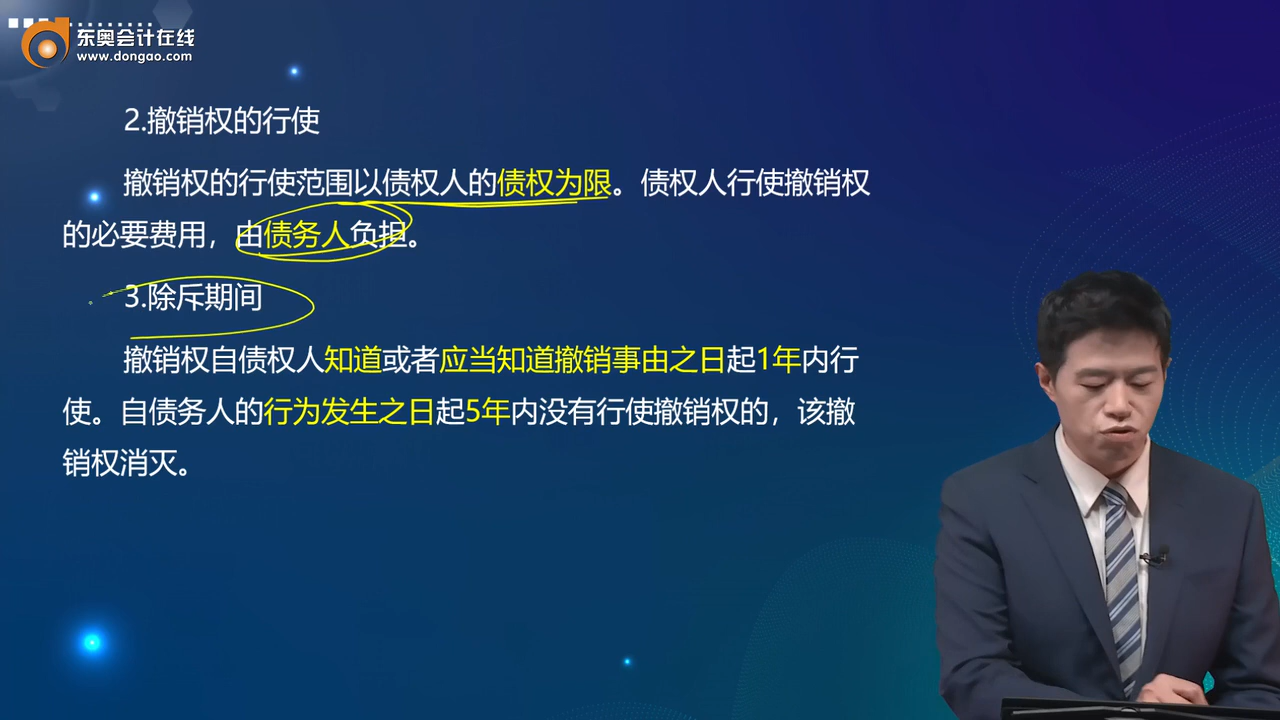 东奥会计在线
www.dongao.com
2.撤销权的行使
撤销权的行使范围以债权人的债权为限。债权人行使撤销权
的必要费用，由债务人负担。
3.除斥期间
撤销权自债权人知道或者应当知道撤销事由之日起1年内行
使。自债务人的行为发生之日起5年内没有行使撤销权的，该撤
销权消灭。